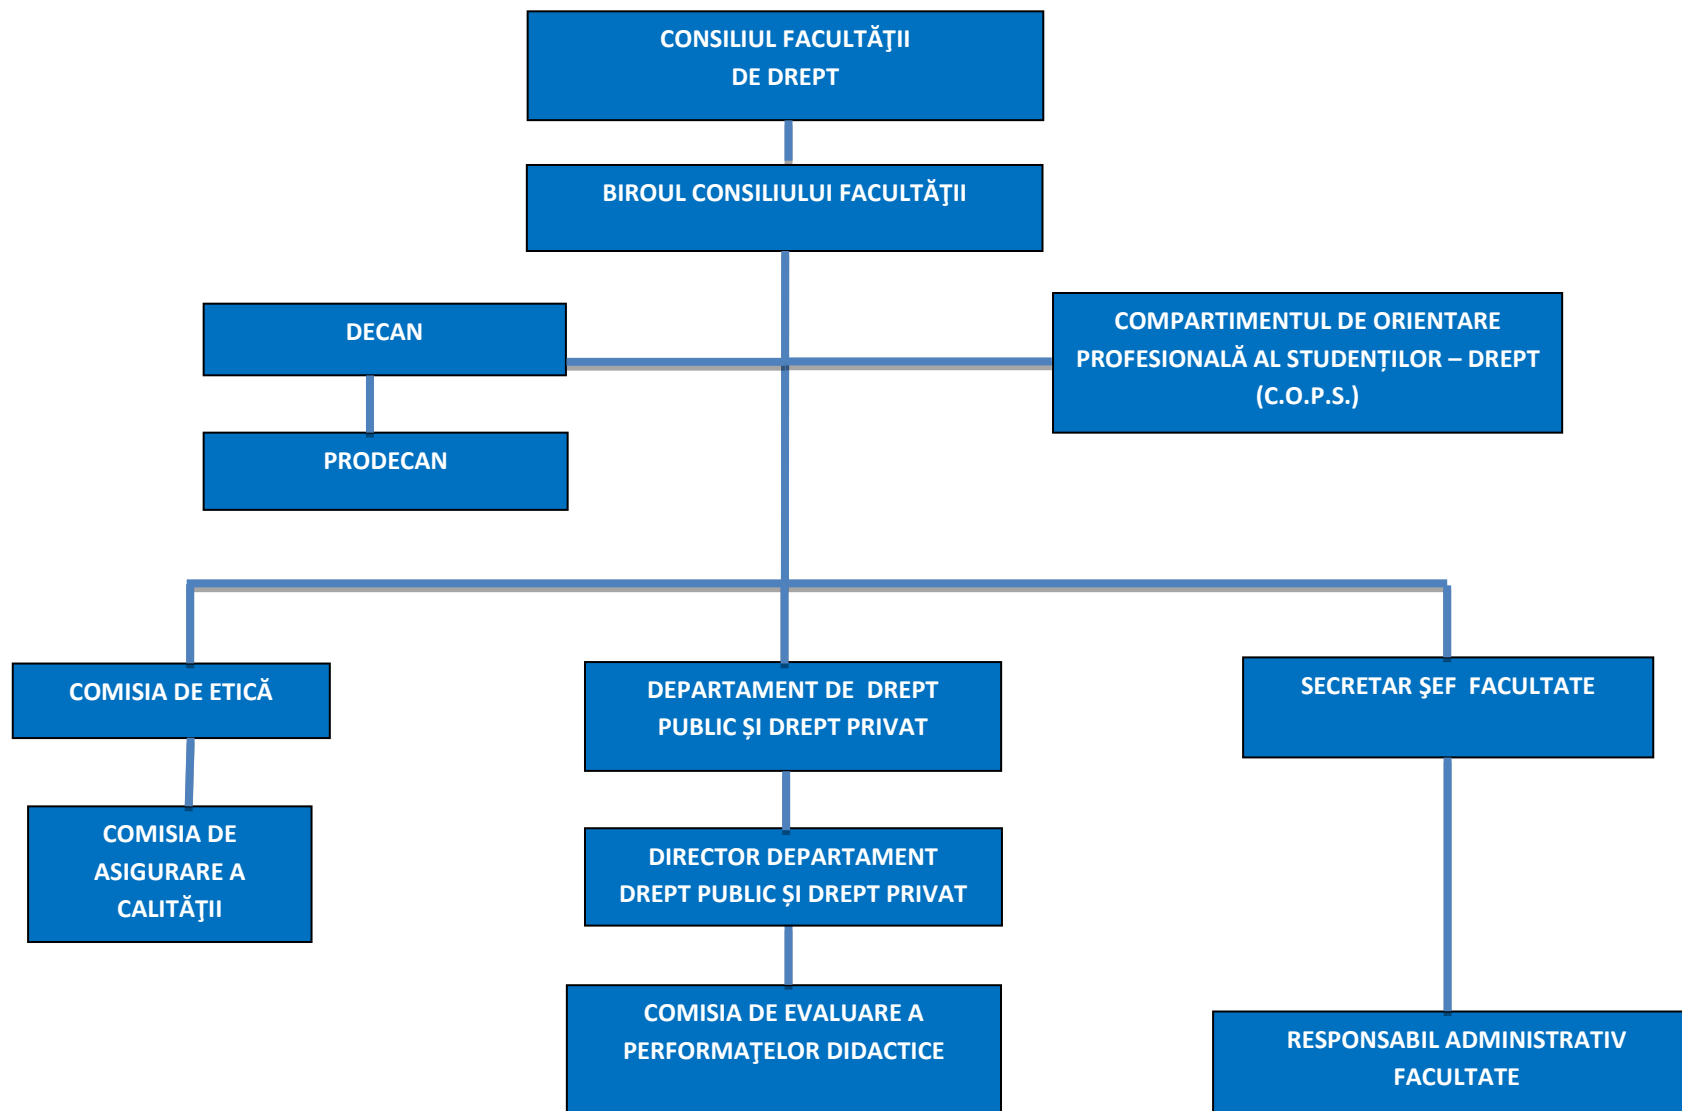 CONSILIUL FACULTĂŢII
DE DREPT
BIROUL CONSILIULUI FACULTĂŢII
DECAN
COMPARTIMENTUL DE ORIENTARE
PROFESIONALĂ AL STUDENȚILOR – DREPT
(C.O.P.S.)
PRODECAN
COMISIA DE ETICĂ
DEPARTAMENT DE DREPT
PUBLIC ȘI DREPT PRIVAT
SECRETAR ŞEF FACULTATE
COMISIA DE
ASIGURARE A
CALITĂŢII
DIRECTOR DEPARTAMENT
DREPT PUBLIC ȘI DREPT PRIVAT
COMISIA DE EVALUARE A
PERFORMAŢELOR DIDACTICE
RESPONSABIL ADMINISTRATIV
FACULTATE